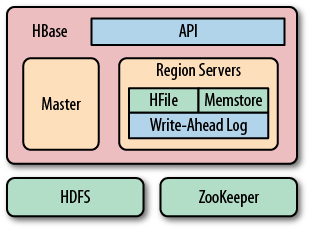 HBase
API
Master
Region Servers
HFile
Memstore
Write-Ahead Log
HDFS
ZooKeeper